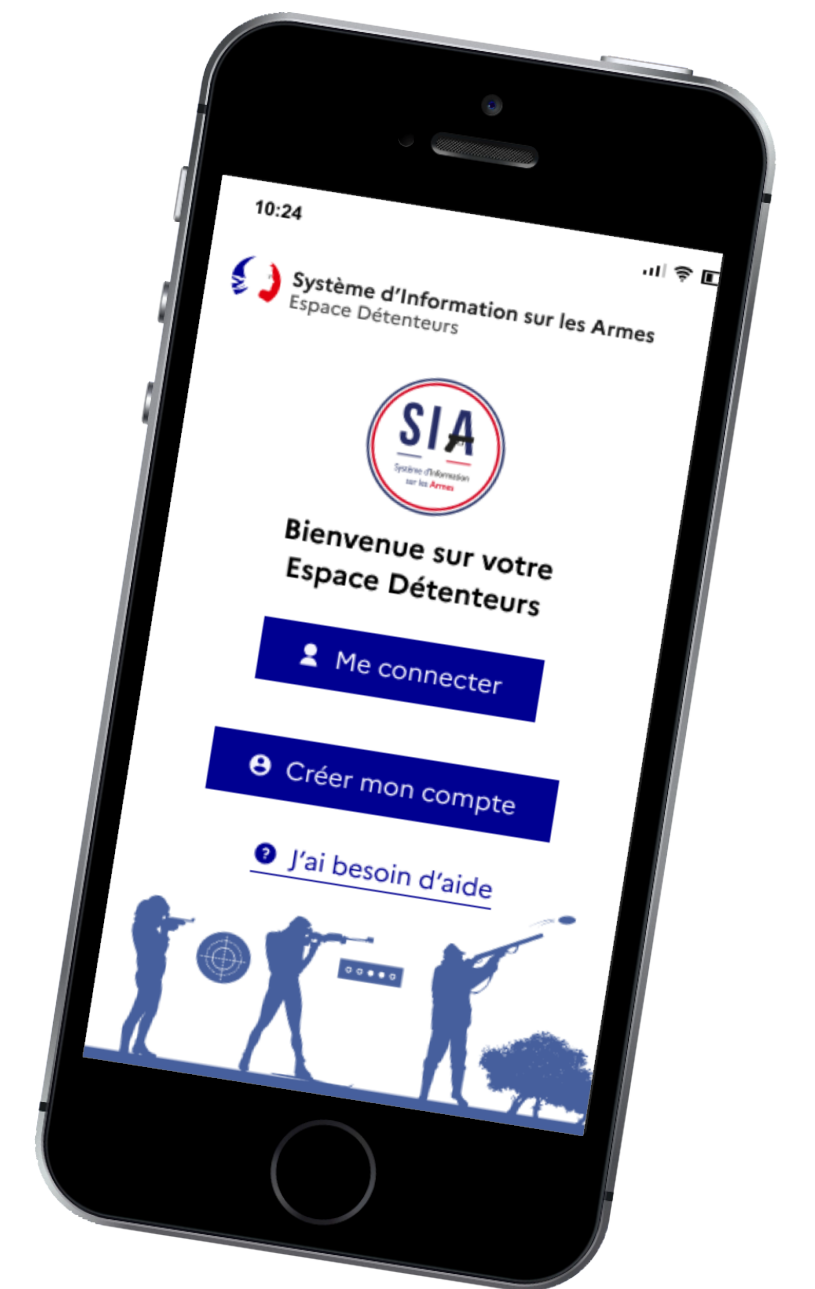 10:24
Système d'Information sur les Armes
Espace Détenteurs
SIA
Système d'Information
sur les Armes
Bienvenue sur votre
Espace Détenteurs
Me connecter
Créer mon compte
? J'ai besoin d'aide